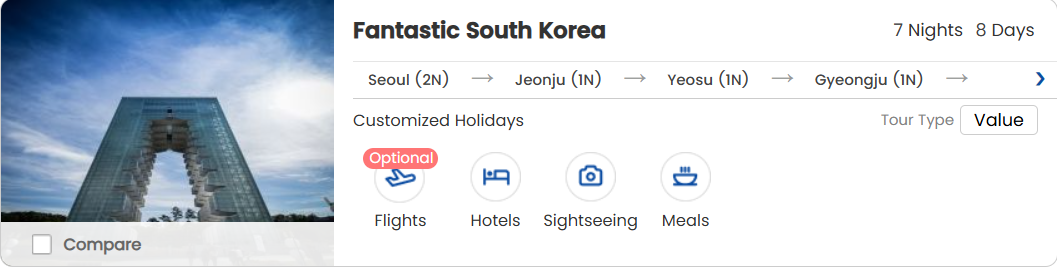 Fantastic South Korea
7 Nights 8 Days
Seoul (2N) → Jeonju (1N) → Yeosu (1N) → Gyeongju (1N) →
Customized Holidays
Tour Type Value
Optional
Flights Hotels Sightseeing Meals
Compare